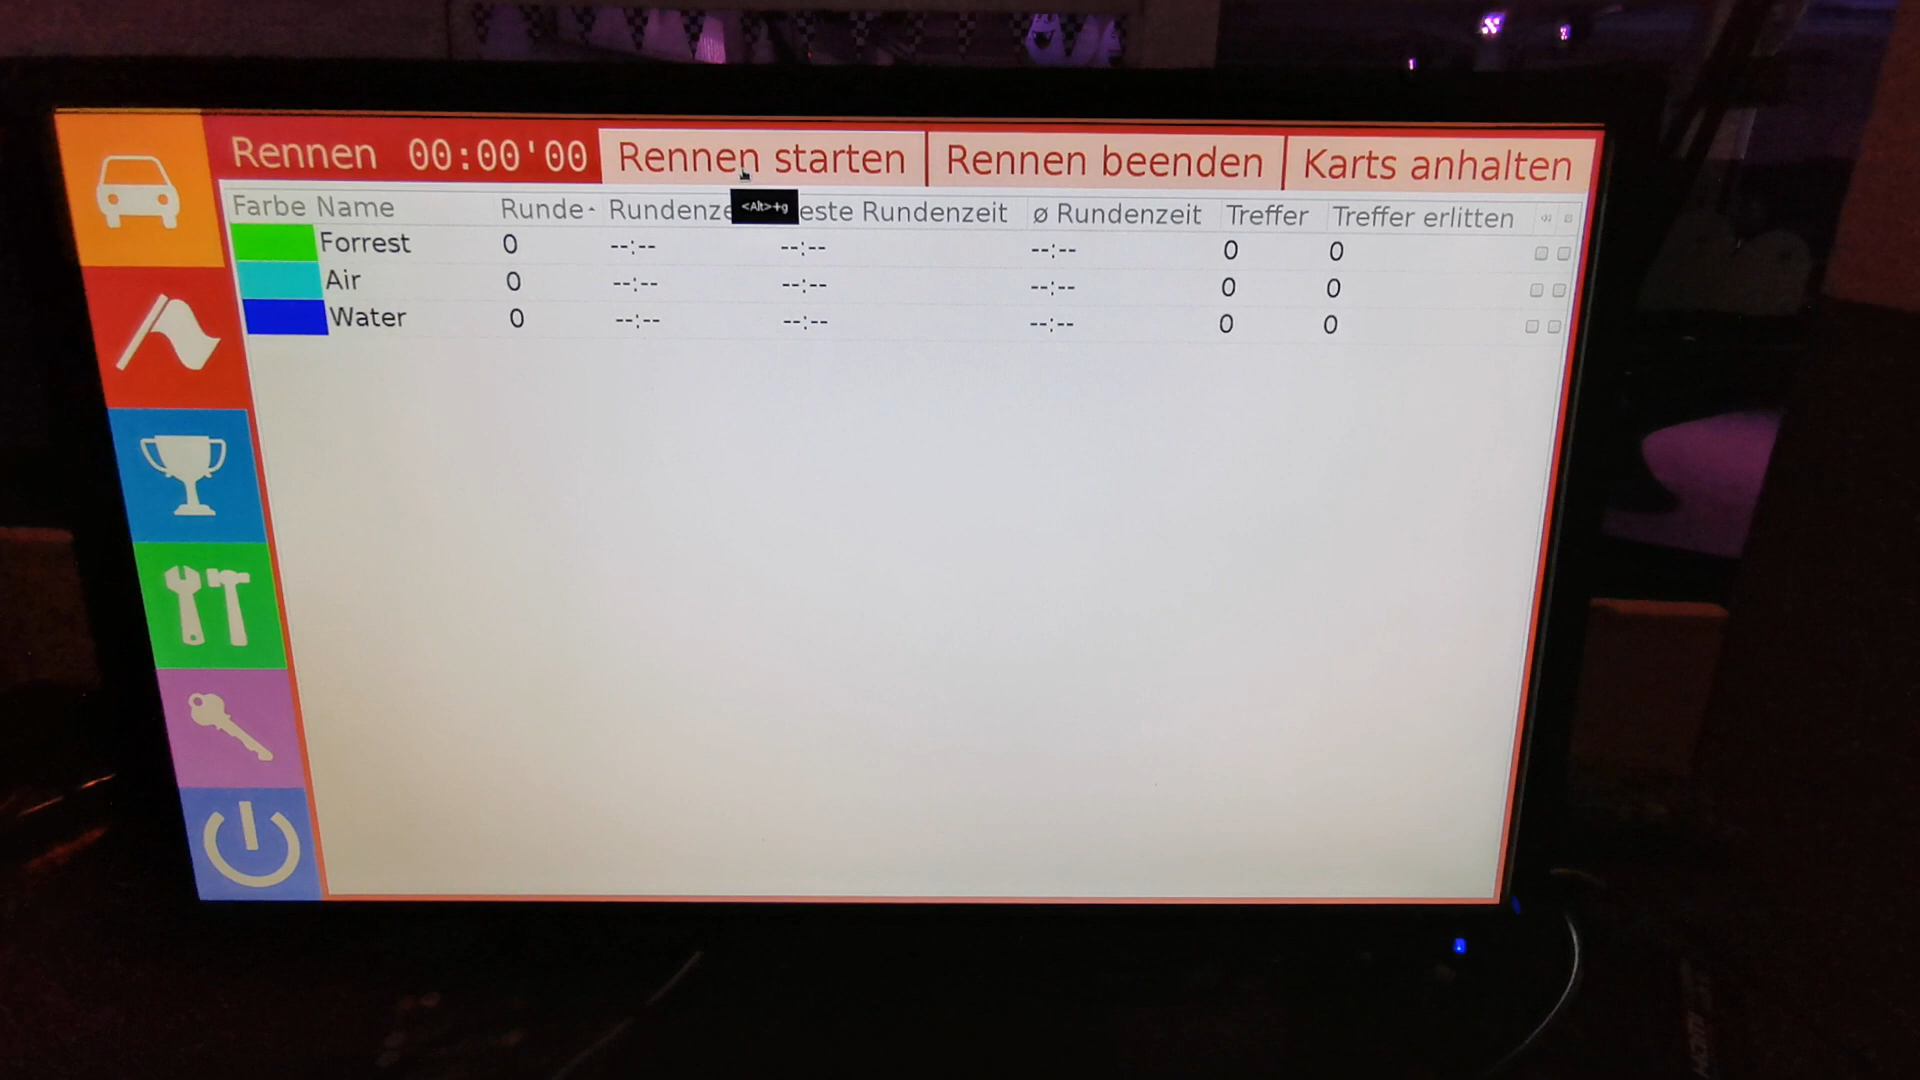 Rennen 00:00'00 Rennen starten Rennen beenden Karts anhalten
Farbe Name Runde Rundenze <Alt>+g este Rundenzeit ø Rundenzeit Treffer Treffer erlitten
Forrest 0 --:-- --:-- --:-- 0 0
Air 0 --:-- --:-- --:-- 0 0
Water 0 --:-- --:-- --:-- 0 0